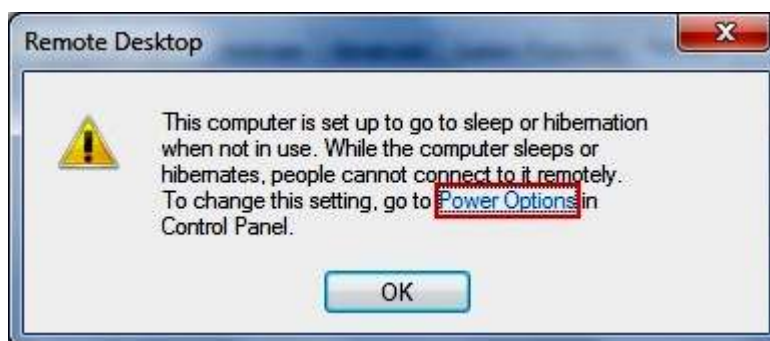 Remote Desktop
This computer is set up to go to sleep or hibernation
when not in use. While the computer sleeps or
hibernates, people cannot connect to it remotely.
To change this setting, go to Power Options in
Control Panel.
OK